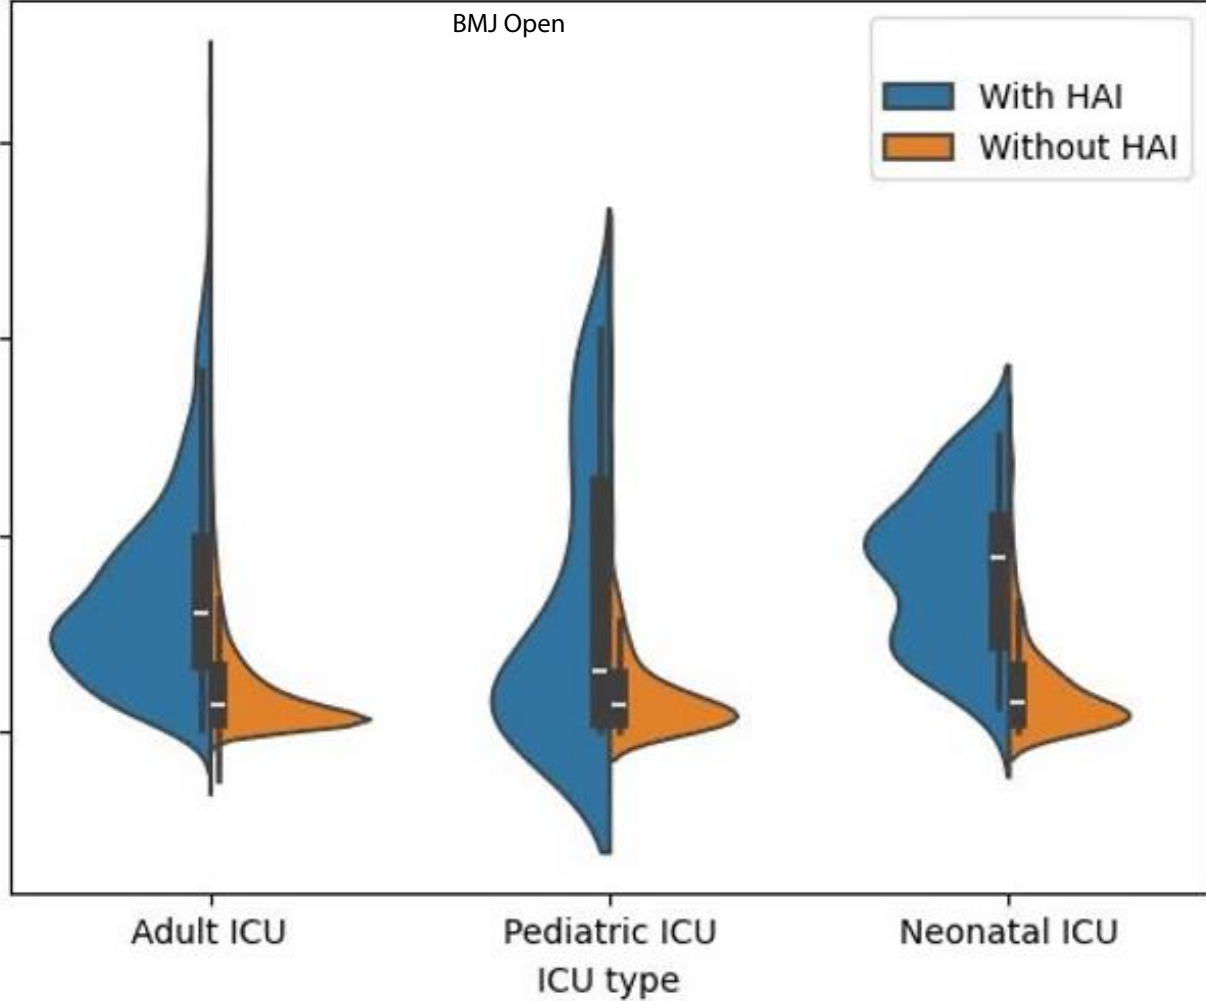 BMJ Open
With HAI
Without HAI
Adult ICU
Pediatric ICU
Neonatal ICU
ICU type